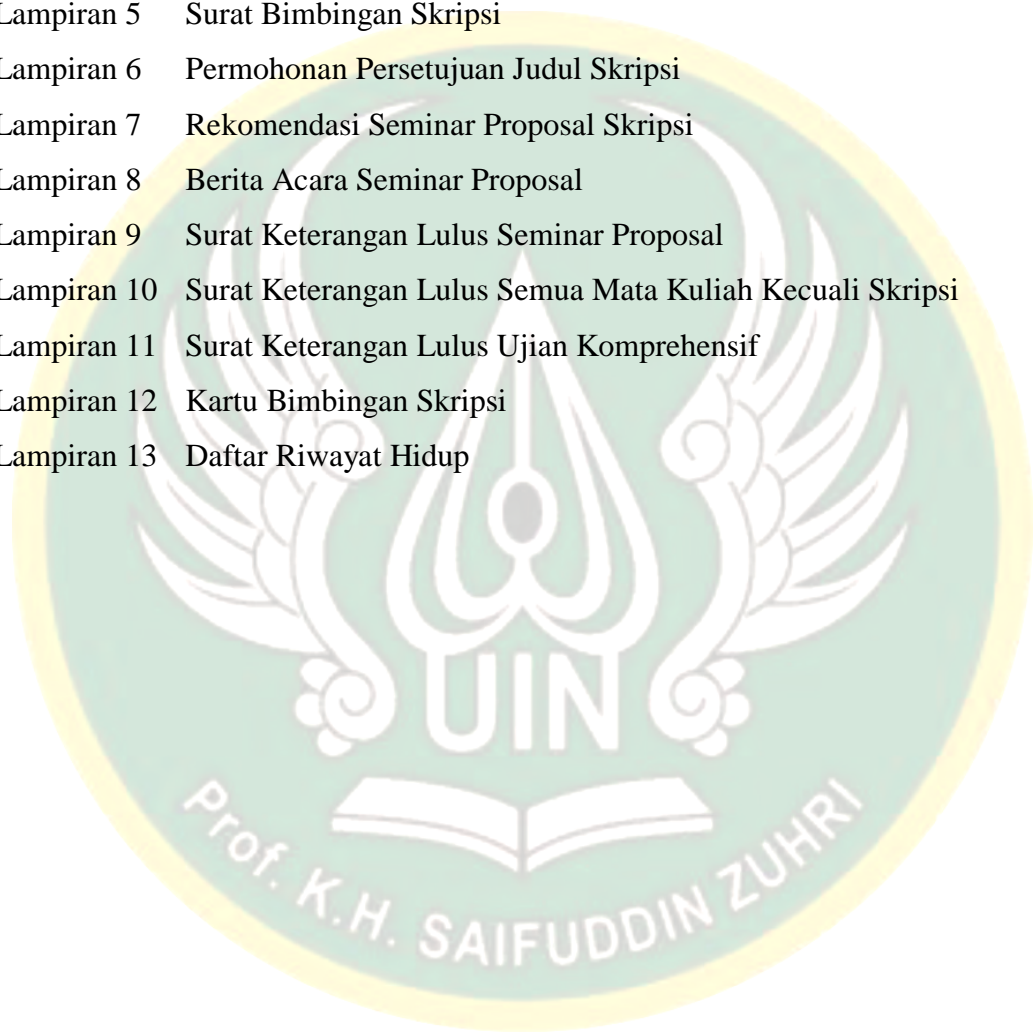 Lampiran 5 Surat Bimbingan Skripsi
Lampiran 6 Permohonan Persetujuan Judul Skripsi
Lampiran 7 Rekomendasi Seminar Proposal Skripsi
Lampiran 8 Berita Acara Seminar Proposal
Lampiran 9 Surat Keterangan Lulus Seminar Proposal
Lampiran 10 Surat Keterangan Lulus Semua Mata Kuliah Kecuali Skripsi
Lampiran 11 Surat Keterangan Lulus Ujian Komprehensif
Lampiran 12 Kartu Bimbingan Skripsi
Lampiran 13 Daftar Riwayat Hidup
UIN
Prof. K.H. SAIFUDDIN ZUHRI